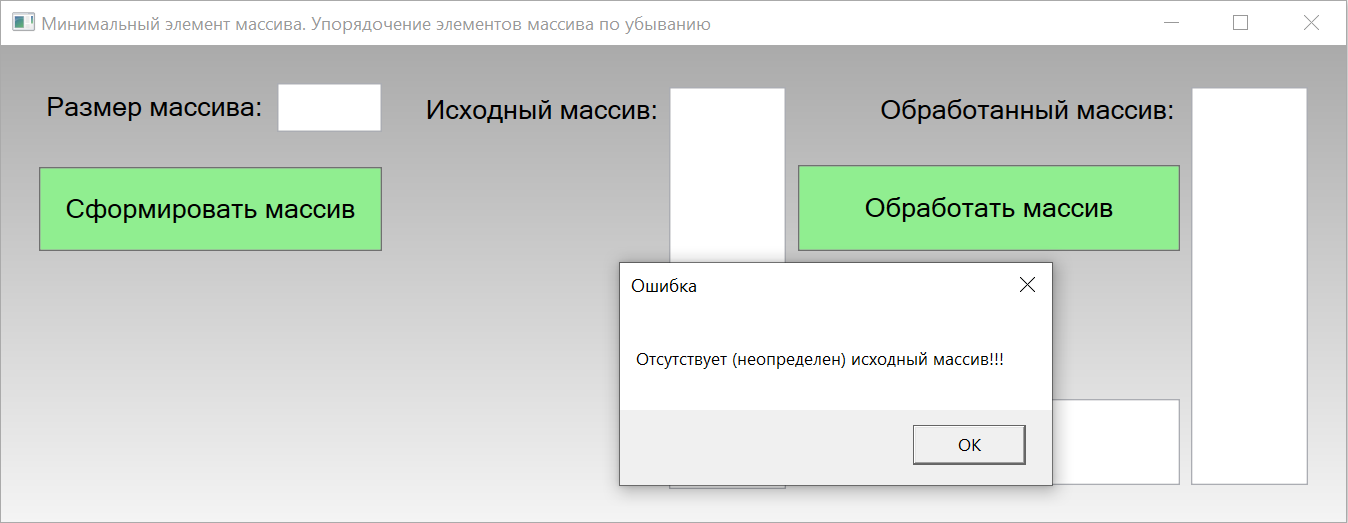 Минимальный элемент массива. Упорядочение элементов массива по убыванию
Размер массива:
Исходный массив:
Обработанный массив:
Сформировать массив
Обработать массив
Ошибка
Отсутствует (неопределен) исходный массив!!!
OK